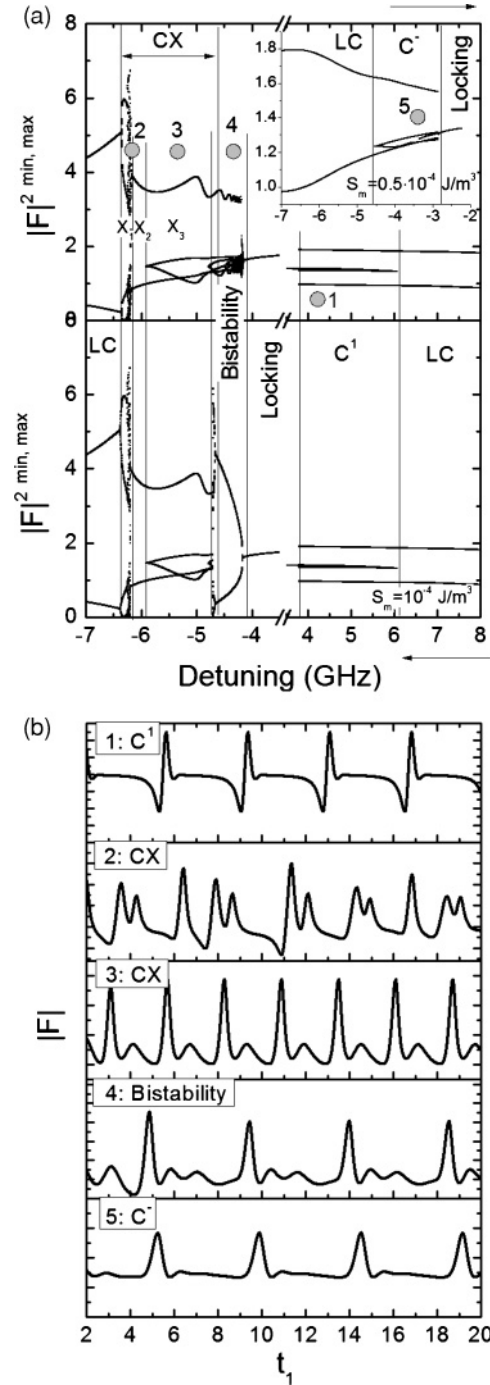 (a)
CX
LC
C-
Locking
1.8
1.6
1.4
1.2
1.0
5
Sm=0.5·10-4 J/m3
-7 -6 -5 -4 -3 -2
8
6
4
2
0
|F|2 min, max
2
3
4
X X2 X3
1
Bistability
Locking
LC
C1
LC
8
6
4
2
0
|F|2 min, max
Sm=10-4 J/m3
-7 -6 -5 -4 4 5 6 7 8
Detuning (GHz)
(b)
1: C1
2: CX
3: CX
4: Bistability
5: C-
|F|
2 4 6 8 10 12 14 16 18 20
t1